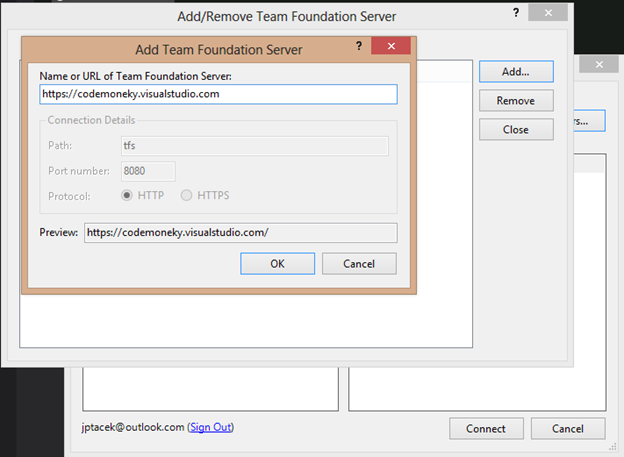 Add/Remove Team Foundation Server
?
Add Team Foundation Server
?
Name or URL of Team Foundation Server:
https://codemoneky.visualstudio.com
Connection Details
Path: tfs
Port number: 8080
Protocol: HTTP HTTPS
Preview: https://codemoneky.visualstudio.com/
OK Cancel
Add...
Remove
Close
jptacek@outlook.com (Sign Out)
Connect Cancel